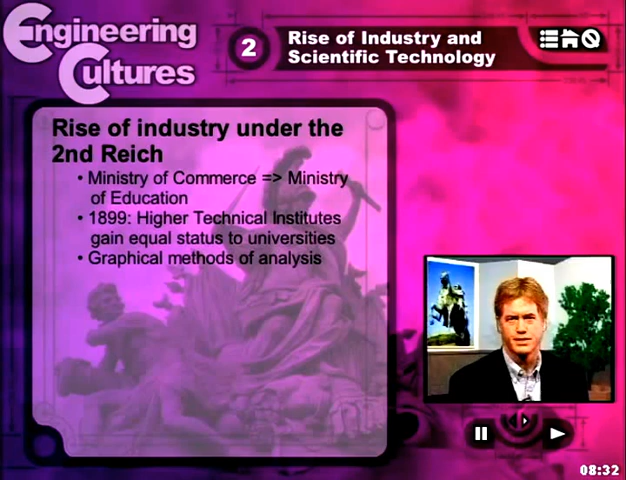 Engineering
Cultures
2
Rise of Industry and
Scientific Technology
Rise of industry under the
2nd Reich
• Ministry of Commerce => Ministry
of Education
• 1899: Higher Technical Institutes
gain equal status to universities
• Graphical methods of analysis
08:32